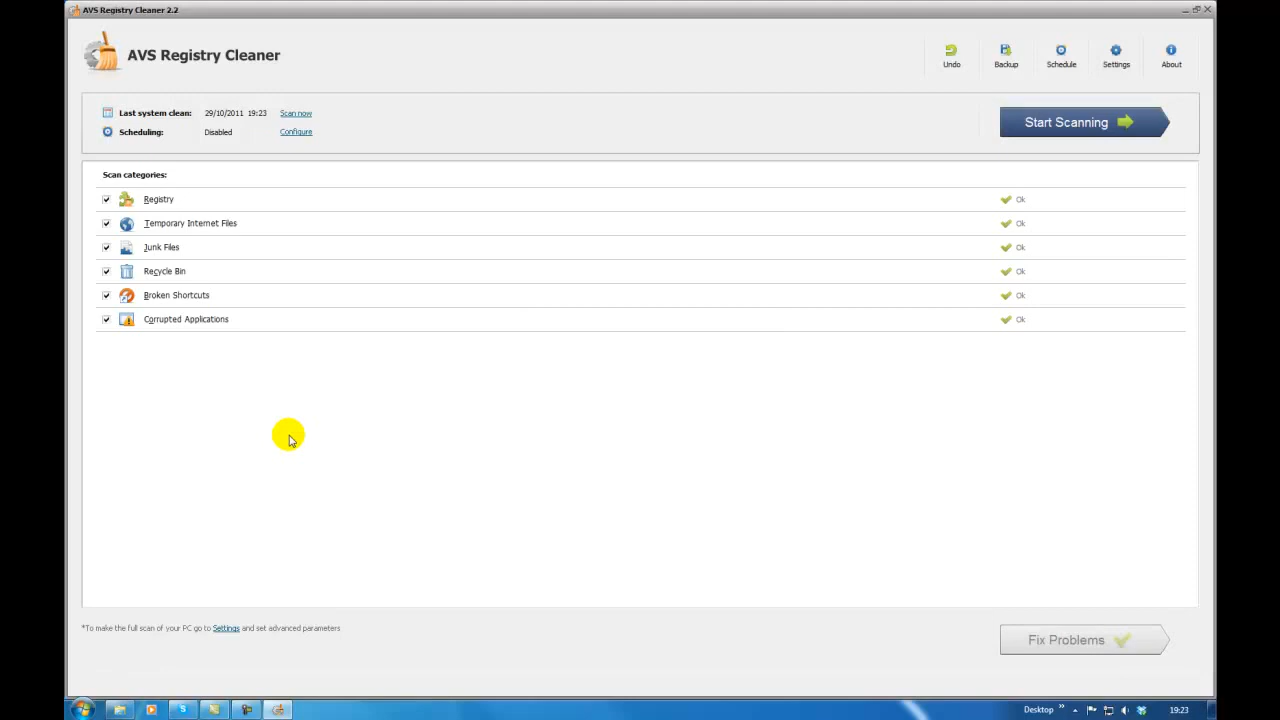 AVS Registry Cleaner 2.2
AVS Registry Cleaner
Undo Backup Schedule Settings About
Last system clean: 29/10/2011 19:23 Scan now
Scheduling: Disabled Configure
Start Scanning
Scan categories:
Registry Ok
Temporary Internet Files Ok
Junk Files Ok
Recycle Bin Ok
Broken Shortcuts Ok
Corrupted Applications Ok
*To make the full scan of your PC go to Settings and set advanced parameters
Fix Problems
Desktop » 19:23